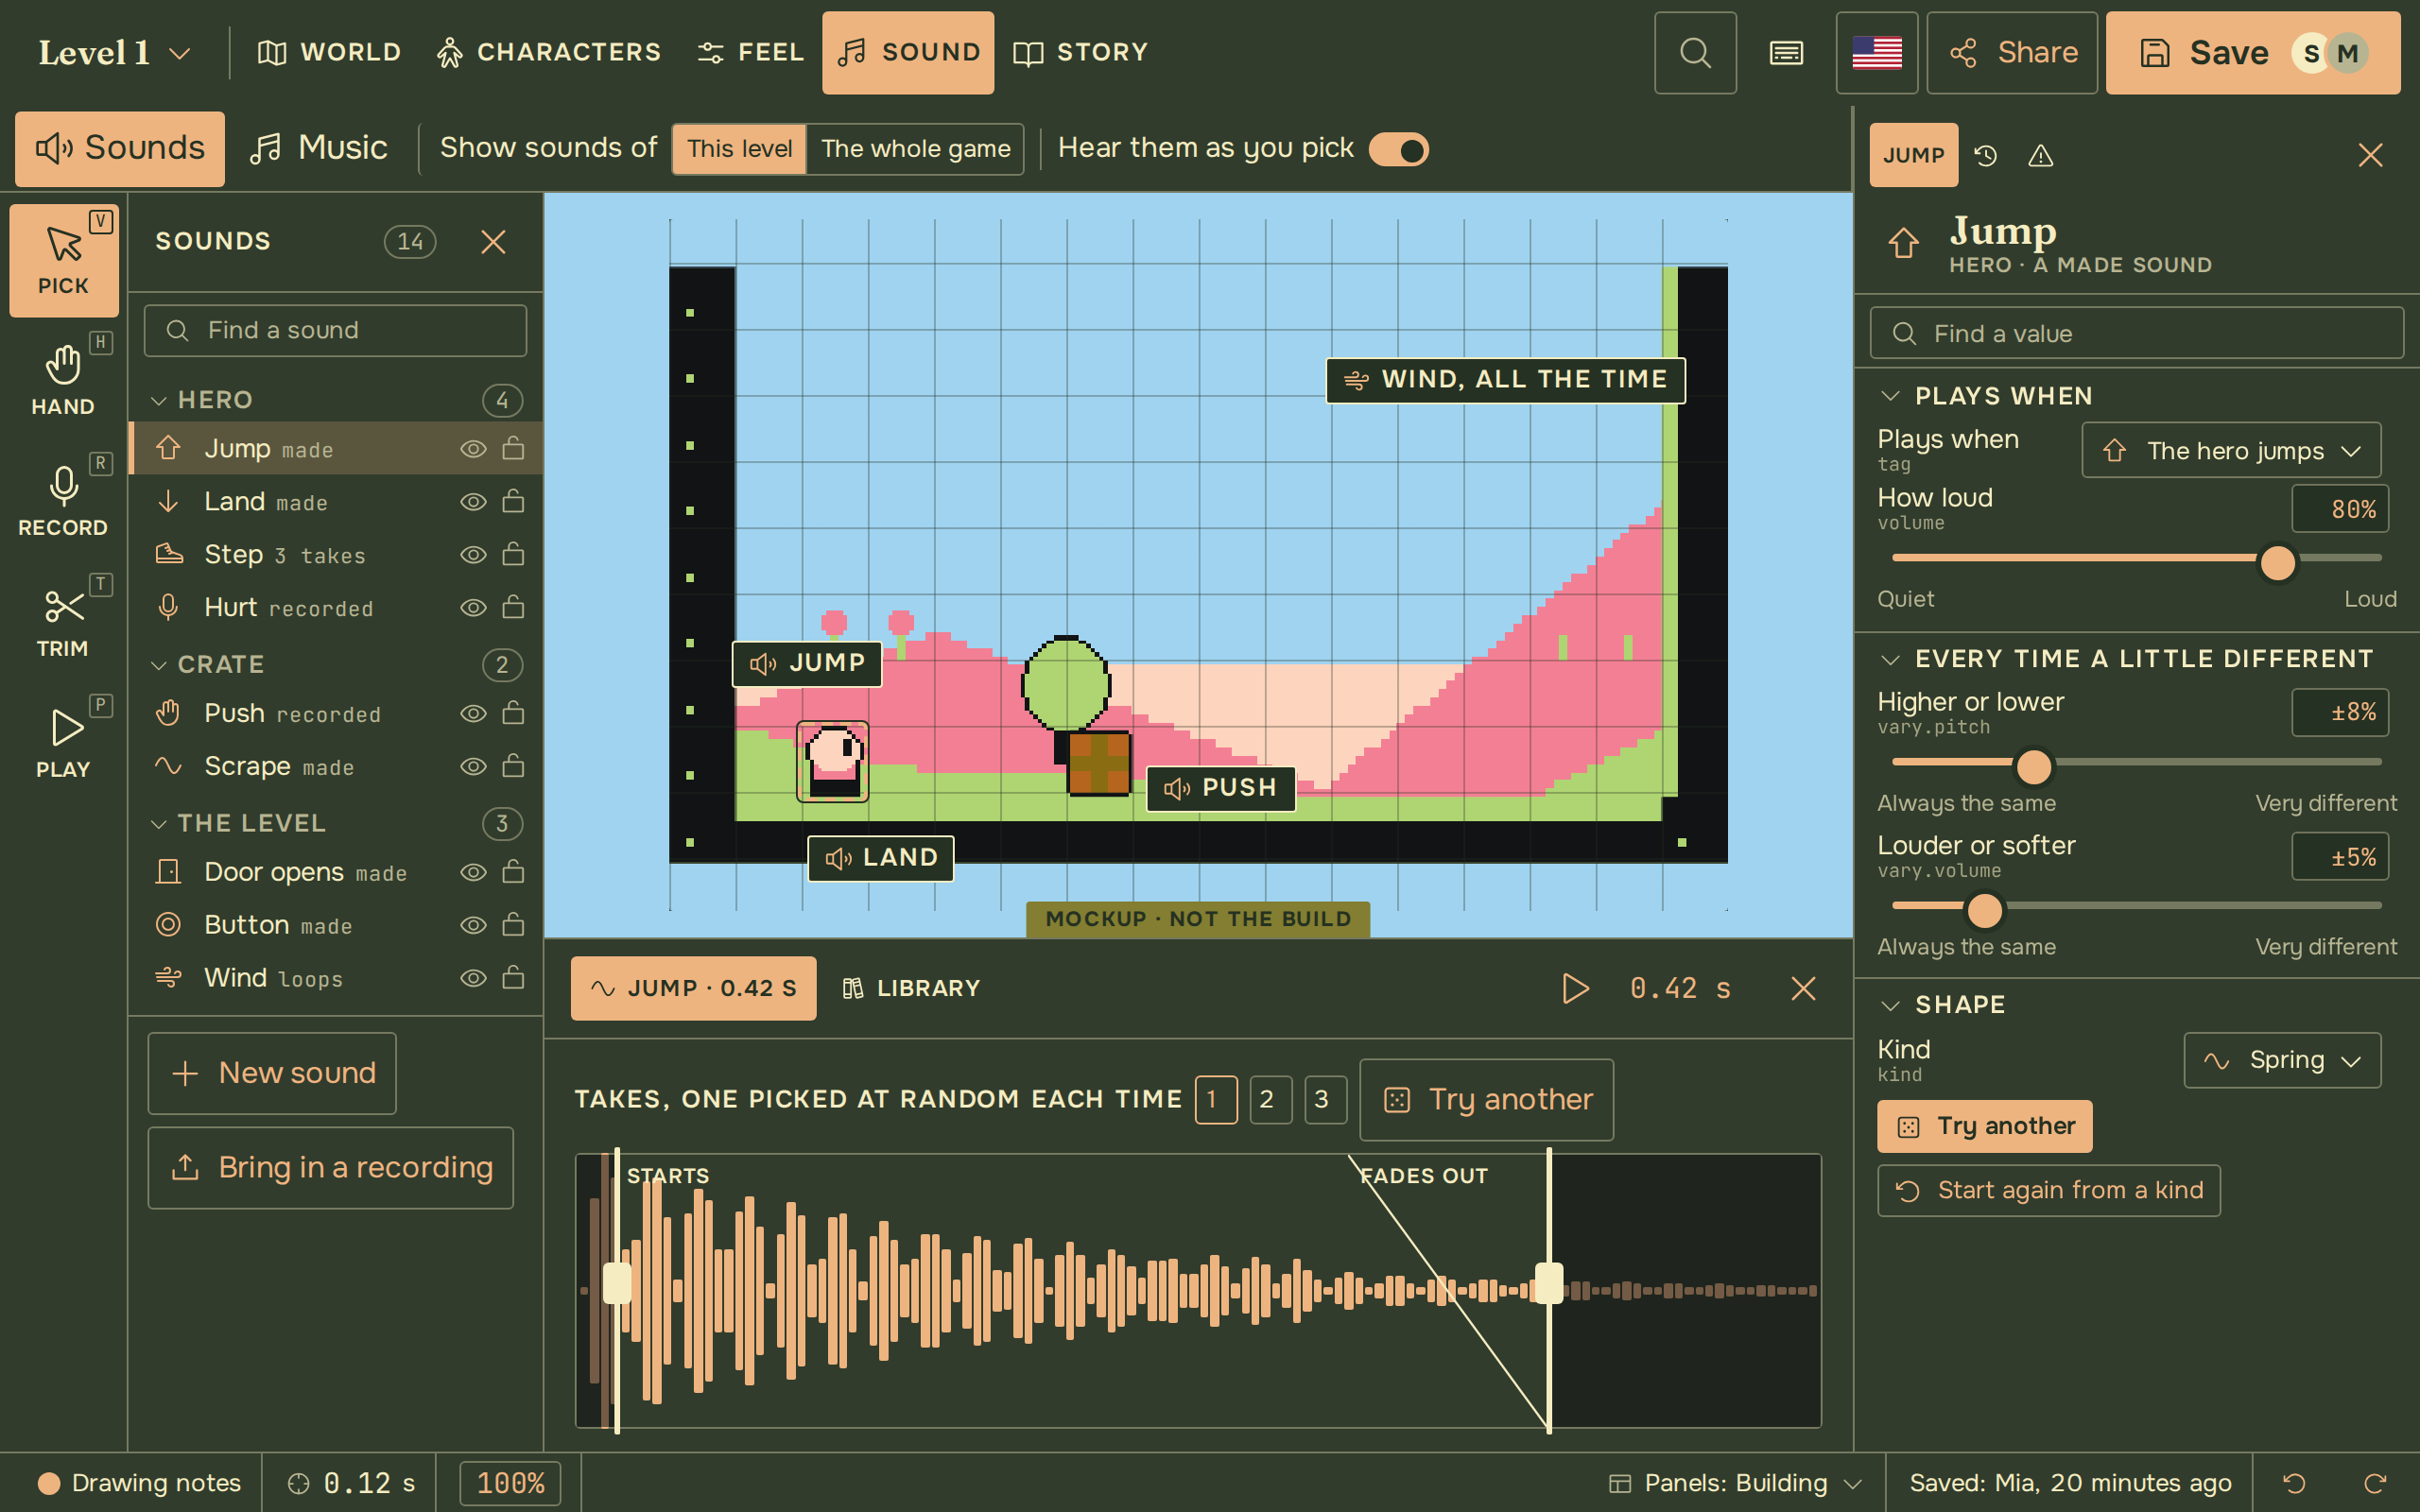 Level 1
WORLD
CHARACTERS
FEEL
SOUND
STORY
Share
Save
S
M
Sounds
Music
Show sounds of
This level
The whole game
Hear them as you pick
JUMP
V
PICK
H
HAND
R
RECORD
T
TRIM
P
PLAY
SOUNDS
14
Find a sound
HERO
4
Jump made
Land made
Step 3 takes
Hurt recorded
CRATE
2
Push recorded
Scrape made
THE LEVEL
3
Door opens made
Button made
Wind loops
New sound
Bring in a recording
WIND, ALL THE TIME
JUMP
PUSH
LAND
MOCKUP · NOT THE BUILD
JUMP · 0.42 S
LIBRARY
0.42 s
TAKES, ONE PICKED AT RANDOM EACH TIME
1
2
3
Try another
STARTS
FADES OUT
Jump
HERO · A MADE SOUND
Find a value
PLAYS WHEN
Plays when
tag
The hero jumps
How loud
volume
80%
Quiet
Loud
EVERY TIME A LITTLE DIFFERENT
Higher or lower
vary.pitch
±8%
Always the same
Very different
Louder or softer
vary.volume
±5%
Always the same
Very different
SHAPE
Kind
kind
Spring
Try another
Start again from a kind
Drawing notes
0.12 s
100%
Panels: Building
Saved: Mia, 20 minutes ago